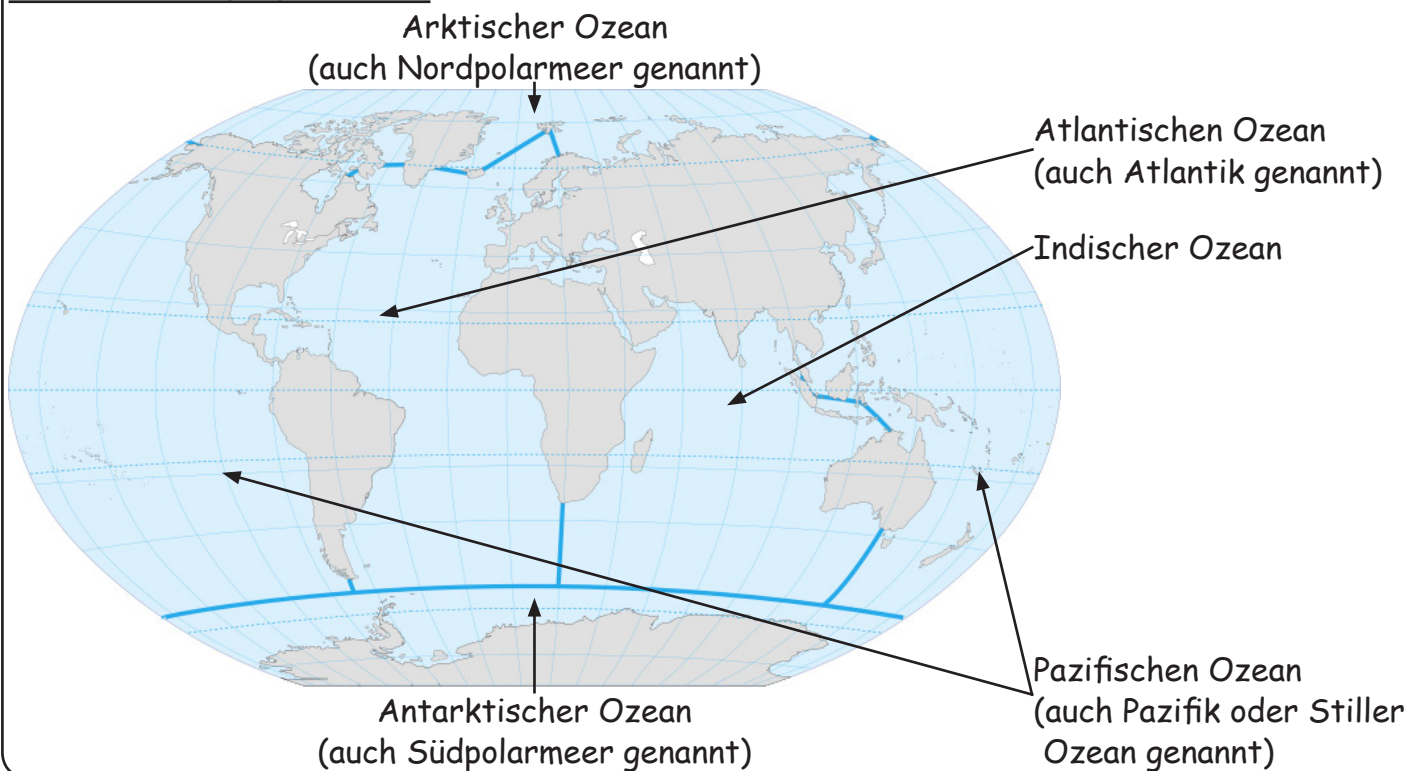 Arktischer Ozean
(auch Nordpolarmeer genannt)
Atlantischen Ozean
(auch Atlantik genannt)
Indischer Ozean
Pazifischen Ozean
(auch Pazifik oder Stiller
Ozean genannt)
Antarktischer Ozean
(auch Südpolarmeer genannt)